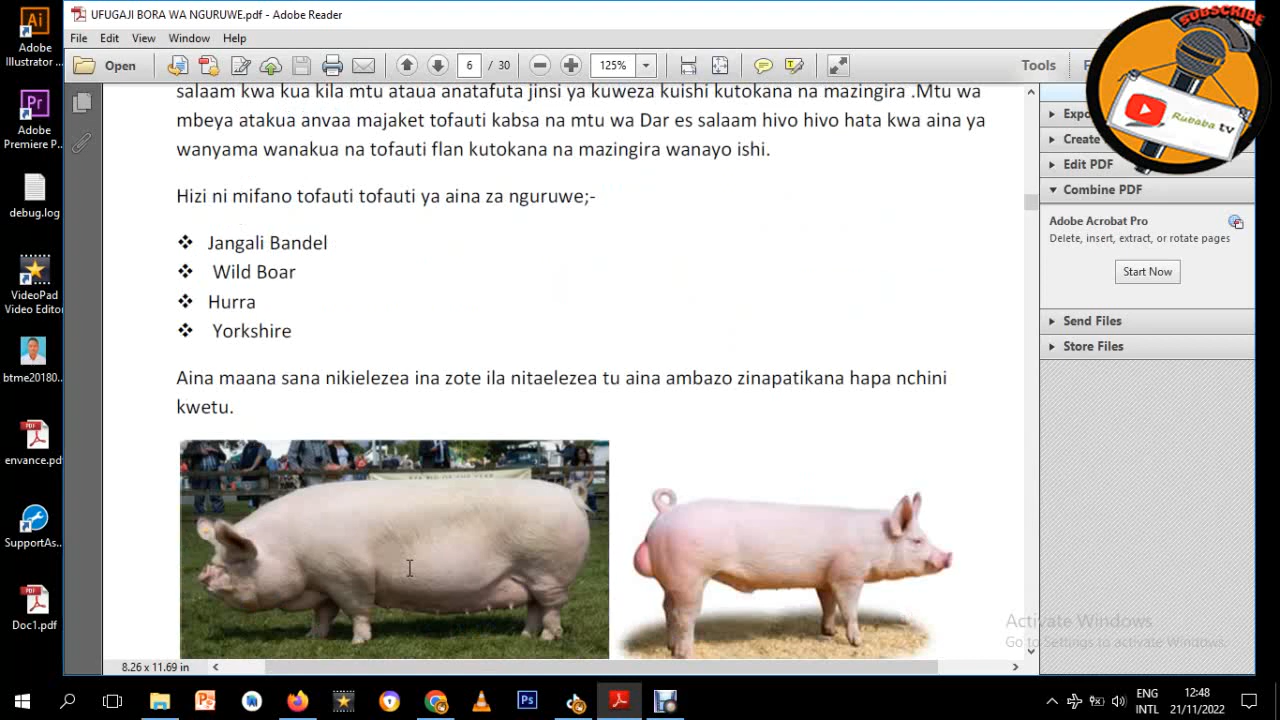 UFUGAJI BORA WA NGURUWE.pdf - Adobe Reader
File Edit View Window Help
Open 6 / 30 125% Tools
salaam kwa kua kila mtu ataua anatafuta jinsi ya kuweza kuishi kutokana na mazingira .Mtu wa
mbeya atakua anvaa majaket tofauti kabsa na mtu wa Dar es salaam hivo hivo hata kwa aina ya
wanyama wanakua na tofauti flan kutokana na mazingira wanayo ishi.
Hizi ni mifano tofauti tofauti ya aina za nguruwe;-
Jangali Bandel
Wild Boar
Hurra
Yorkshire
Aina maana sana nikielezea ina zote ila nitaelezea tu aina ambazo zinapatikana hapa nchini
kwetu.
8.26 x 11.69 in
Expo
Create
Edit PDF
Combine PDF
Adobe Acrobat Pro
Delete, insert, extract, or rotate pages
Start Now
Send Files
Store Files
SUBSCRIBE
Rubaba tv
Activate Windows
Go to Settings to activate Windows.
Adobe
Illustrator ...
Adobe
Premiere P...
debug.log
VideoPad
Video Editor
btme20180...
envance.pdf
SupportAs...
Doc1.pdf
ENG
INTL
12:48
21/11/2022